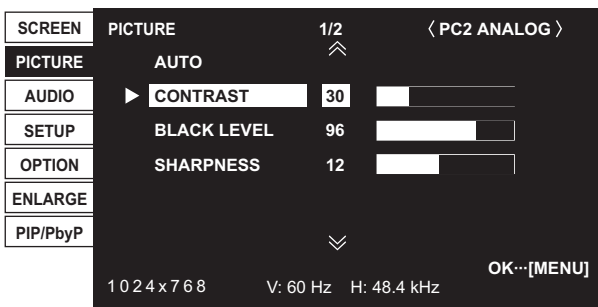 SCREEN
PICTURE
AUDIO
SETUP
OPTION
ENLARGE
PIP/PbyP
PICTURE 1/2 〈 PC2 ANALOG 〉
AUTO
CONTRAST 30
BLACK LEVEL 96
SHARPNESS 12
OK···[MENU]
1024x768 V: 60 Hz H: 48.4 kHz